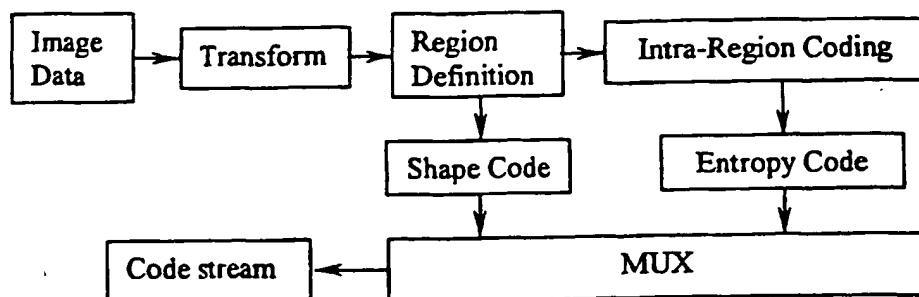 Image
Data
Transform
Region
Definition
Intra-Region Coding
Shape Code
Entropy Code
Code stream
MUX